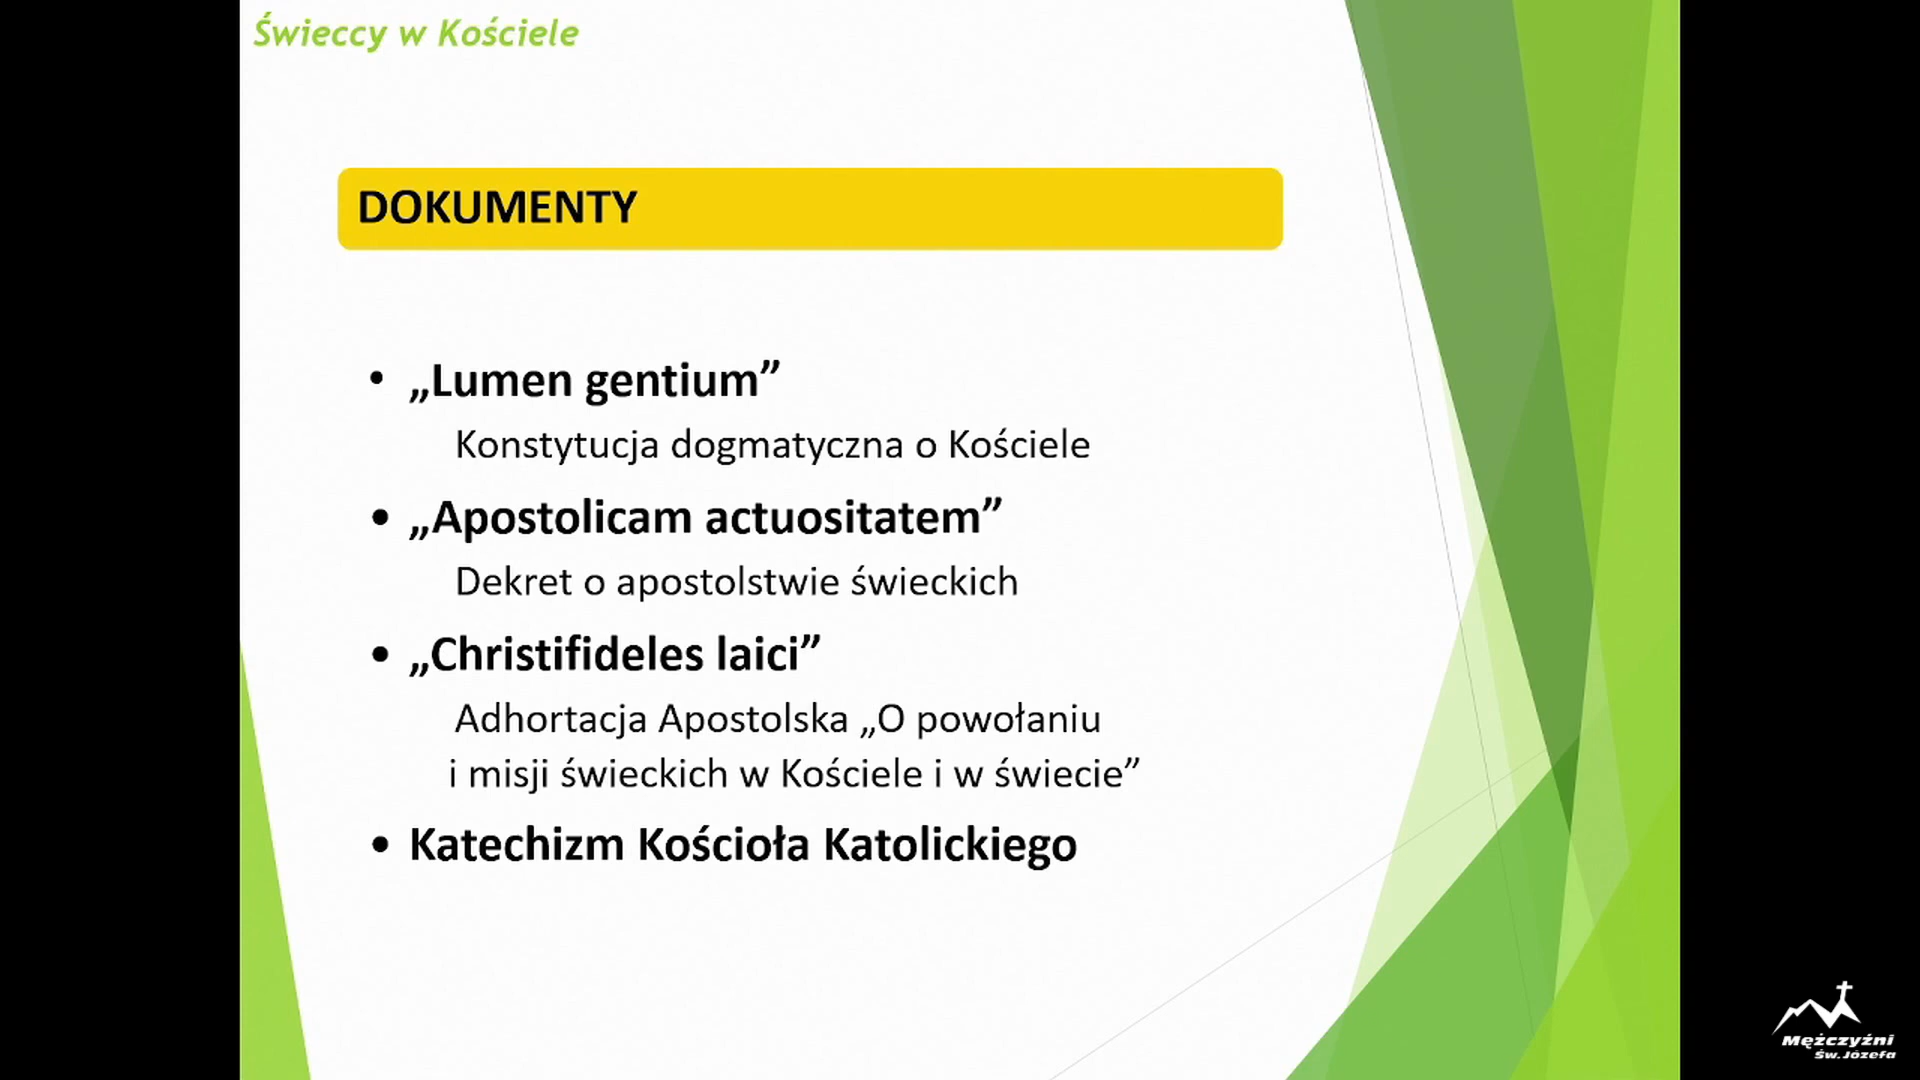 Świeccy w Kościele
DOKUMENTY
• „Lumen gentium”
Konstytucja dogmatyczna o Kościele
• „Apostolicam actuositatem”
Dekret o apostolstwie świeckich
• „Christifideles laici”
Adhortacja Apostolska „O powołaniu
i misji świeckich w Kościele i w świecie”
• Katechizm Kościoła Katolickiego
Mężczyźni
Św. Józefa